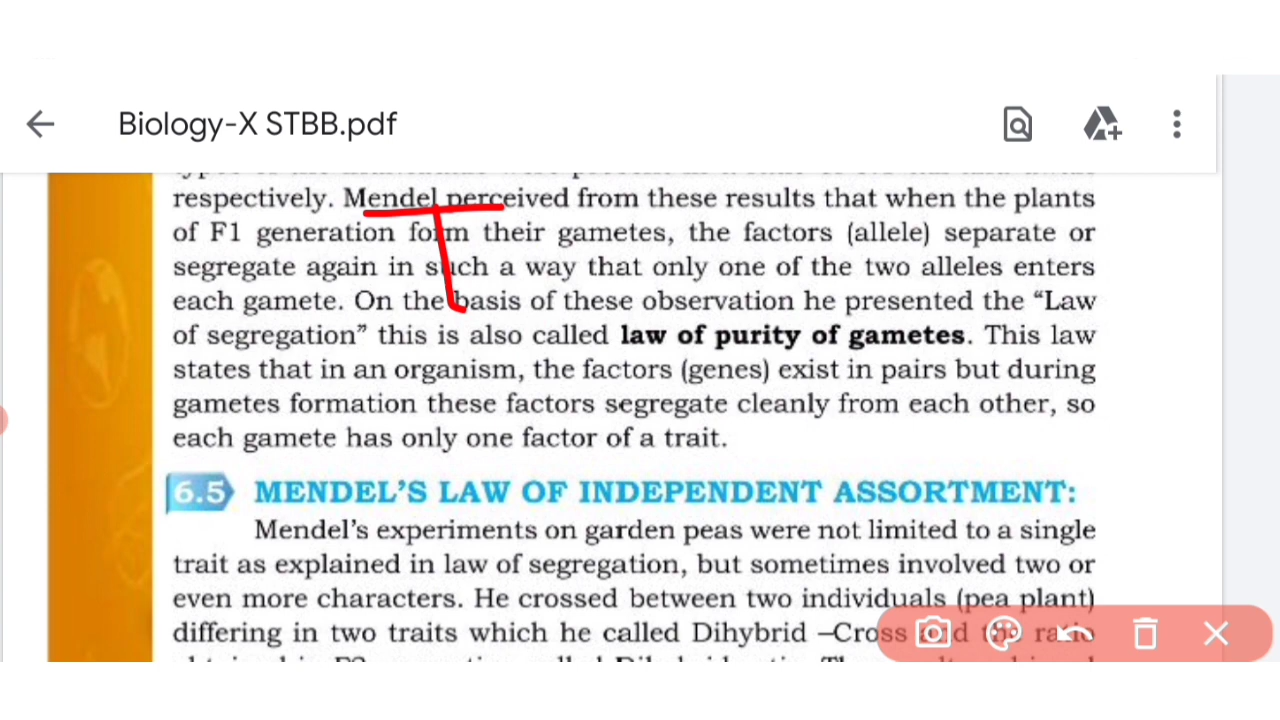 Biology-X STBB.pdf
respectively. Mendel perceived from these results that when the plants
of F1 generation form their gametes, the factors (allele) separate or
segregate again in such a way that only one of the two alleles enters
each gamete. On the basis of these observation he presented the “Law
of segregation” this is also called law of purity of gametes. This law
states that in an organism, the factors (genes) exist in pairs but during
gametes formation these factors segregate cleanly from each other, so
each gamete has only one factor of a trait.
6.5 MENDEL’S LAW OF INDEPENDENT ASSORTMENT:
Mendel’s experiments on garden peas were not limited to a single
trait as explained in law of segregation, but sometimes involved two or
even more characters. He crossed between two individuals (pea plant)
differing in two traits which he called Dihybrid –Cross and the ratio